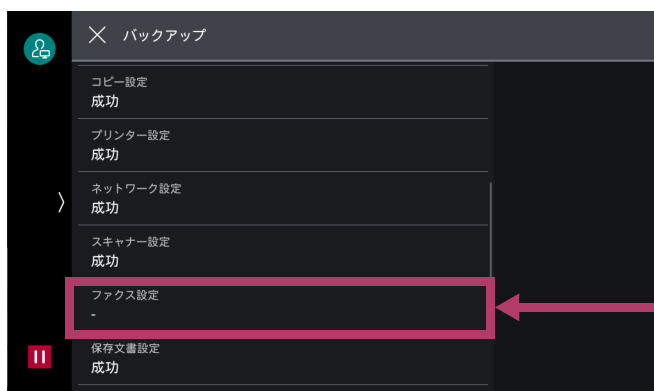 バックアップ
コピー設定
成功
プリンター設定
成功
ネットワーク設定
成功
スキャナー設定
成功
ファクス設定
-
保存文書設定
成功